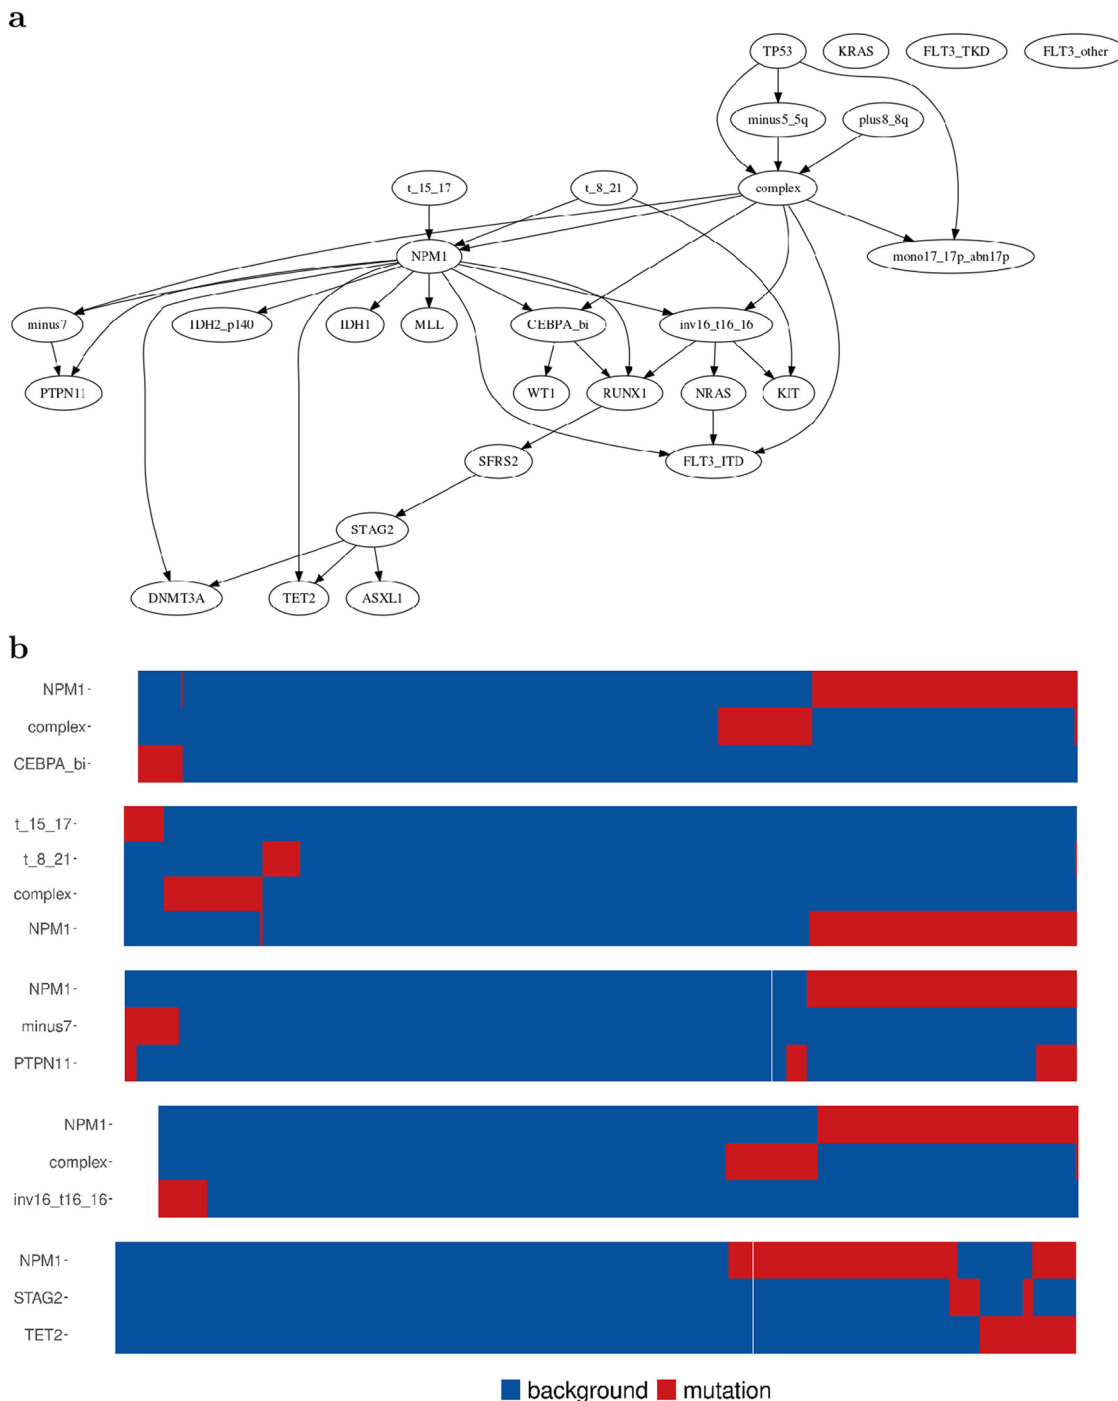 a
TP53 KRAS FLT3_TKD FLT3_other
minus5_5q plus8_8q
t_15_17 t_8_21 complex
NPM1 mono17_17p_abn17p
minus7 IDH2_p140 IDH1 MLL CEBPA_bi inv16_t16_16
PTPN11 WT1 RUNX1 NRAS KIT
SFRS2 FLT3_ITD
STAG2
DNMT3A TET2 ASXL1
b
NPM1-
complex-
CEBPA_bi-
t_15_17-
t_8_21-
complex-
NPM1-
NPM1-
minus7-
PTPN11-
NPM1-
complex-
inv16_t16_16-
NPM1-
STAG2-
TET2-
background mutation